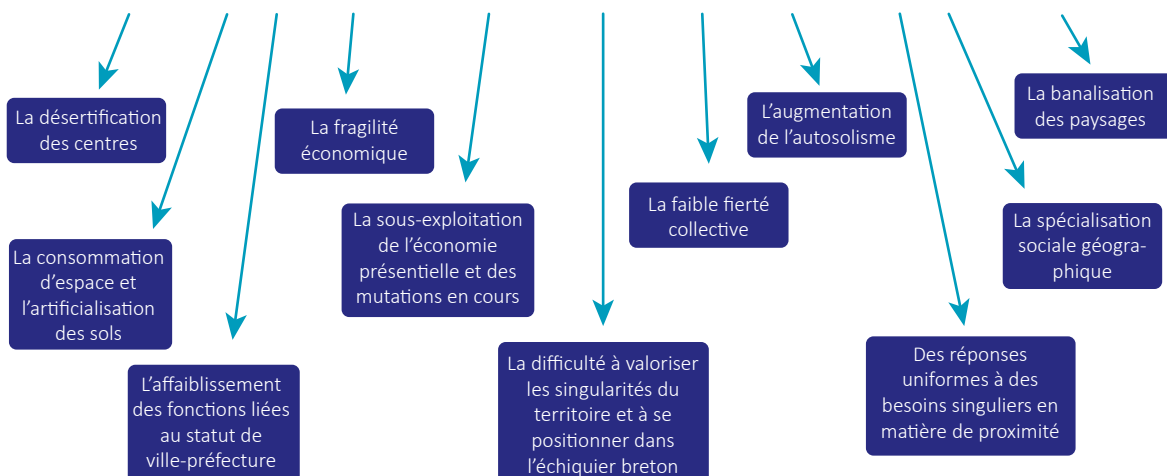 La désertification
des centres
La consommation
d’espace et
l’artificialisation
des sols
L’affaiblissement
des fonctions liées
au statut de
ville-préfecture
La fragilité
économique
La sous-exploitation
de l’économie
présentielle et des
mutations en cours
La difficulté à valoriser
les singularités du
territoire et à se
positionner dans
l’échiquier breton
La faible fierté
collective
L’augmentation
de l’autosolisme
Des réponses
uniformes à des
besoins singuliers en
matière de proximité
La spécialisation
sociale géogra-
phique
La banalisation
des paysages